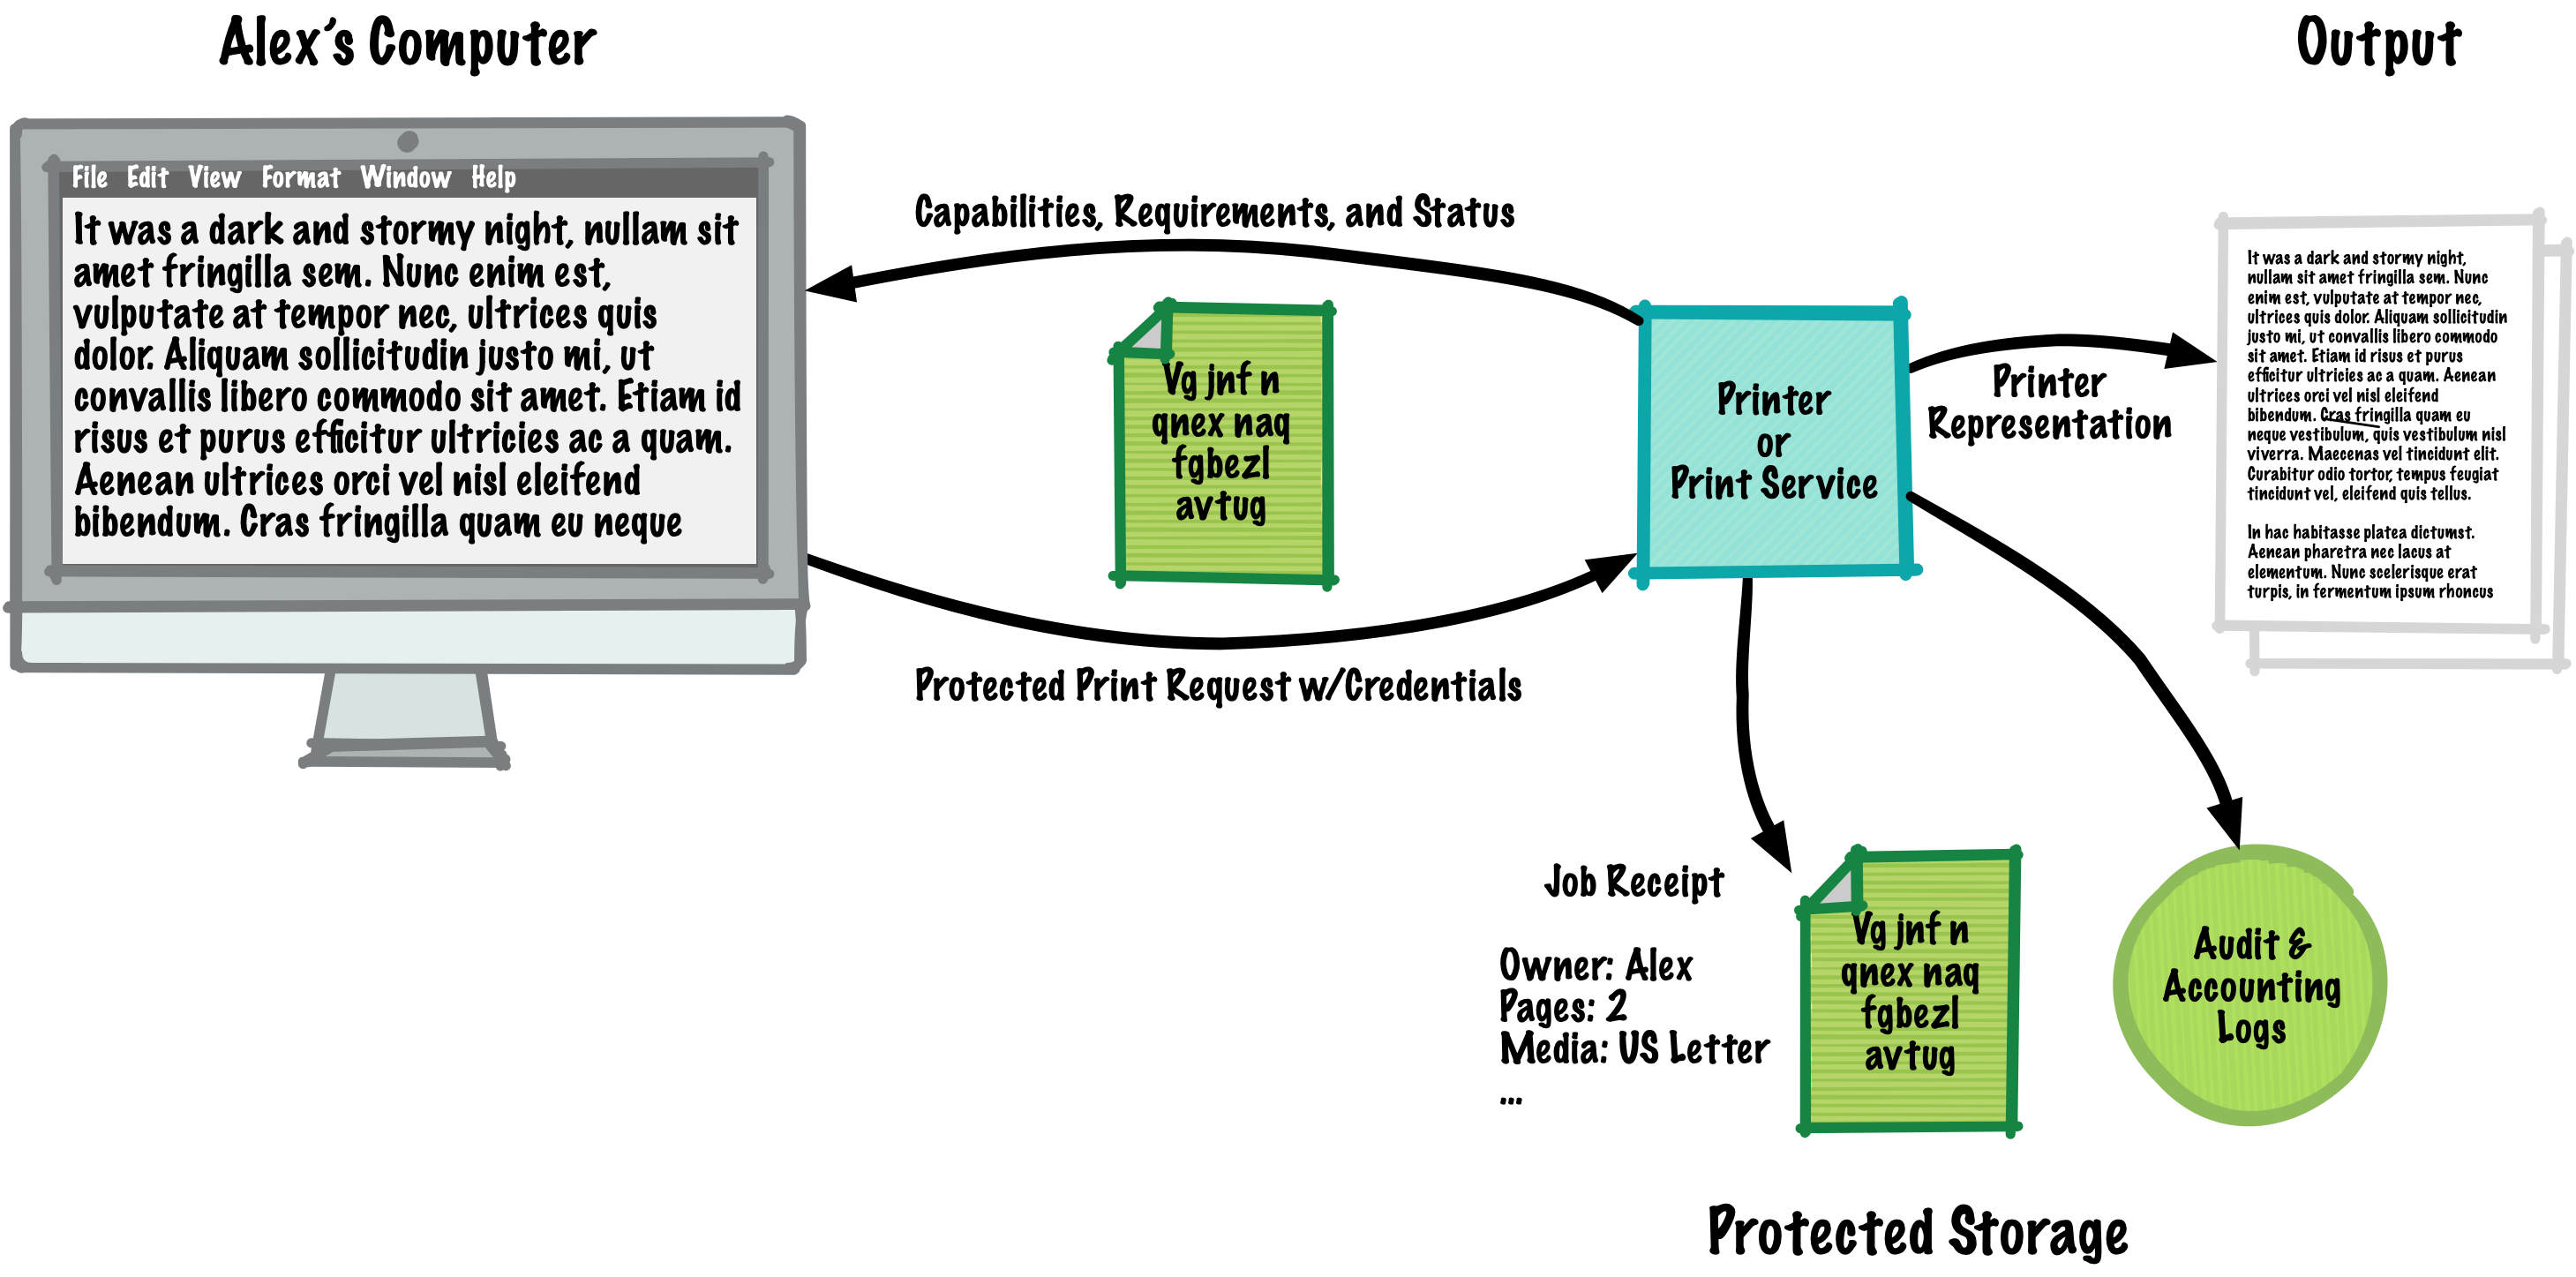 Alex's Computer
Output
File Edit View Format Window Help
It was a dark and stormy night, nullam sit
amet fringilla sem. Nunc enim est,
vulputate at tempor nec, ultrices quis
dolor. Aliquam sollicitudin justo mi, ut
convallis libero commodo sit amet. Etiam id
risus et purus efficitur ultricies ac a quam.
Aenean ultrices orci vel nisl eleifend
bibendum. Cras fringilla quam eu neque
Capabilities, Requirements, and Status
Vg jnf n
qnex naq
fgbezl
avtug
Protected Print Request w/Credentials
Printer
or
Print Service
Printer
Representation
It was a dark and stormy night,
nullam sit amet fringilla sem. Nunc
enim est, vulputate at tempor nec,
ultrices quis dolor. Aliquam sollicitudin
justo mi, ut convallis libero commodo
sit amet. Etiam id risus et purus
efficitur ultricies ac a quam. Aenean
ultrices orci vel nisl eleifend
bibendum. Cras fringilla quam eu
neque vestibulum, quis vestibulum nisl
viverra. Maecenas vel tincidunt elit.
Curabitur odio tortor, tempus feugiat
tincidunt vel, eleifend quis tellus.
In hac habitasse platea dictumst.
Aenean pharetra nec lacus at
elementum. Nunc scelerisque erat
turpis, in fermentum ipsum rhoncus
Job Receipt
Owner: Alex
Pages: 2
Media: US Letter
...
Vg jnf n
qnex naq
fgbezl
avtug
Audit &
Accounting
Logs
Protected Storage